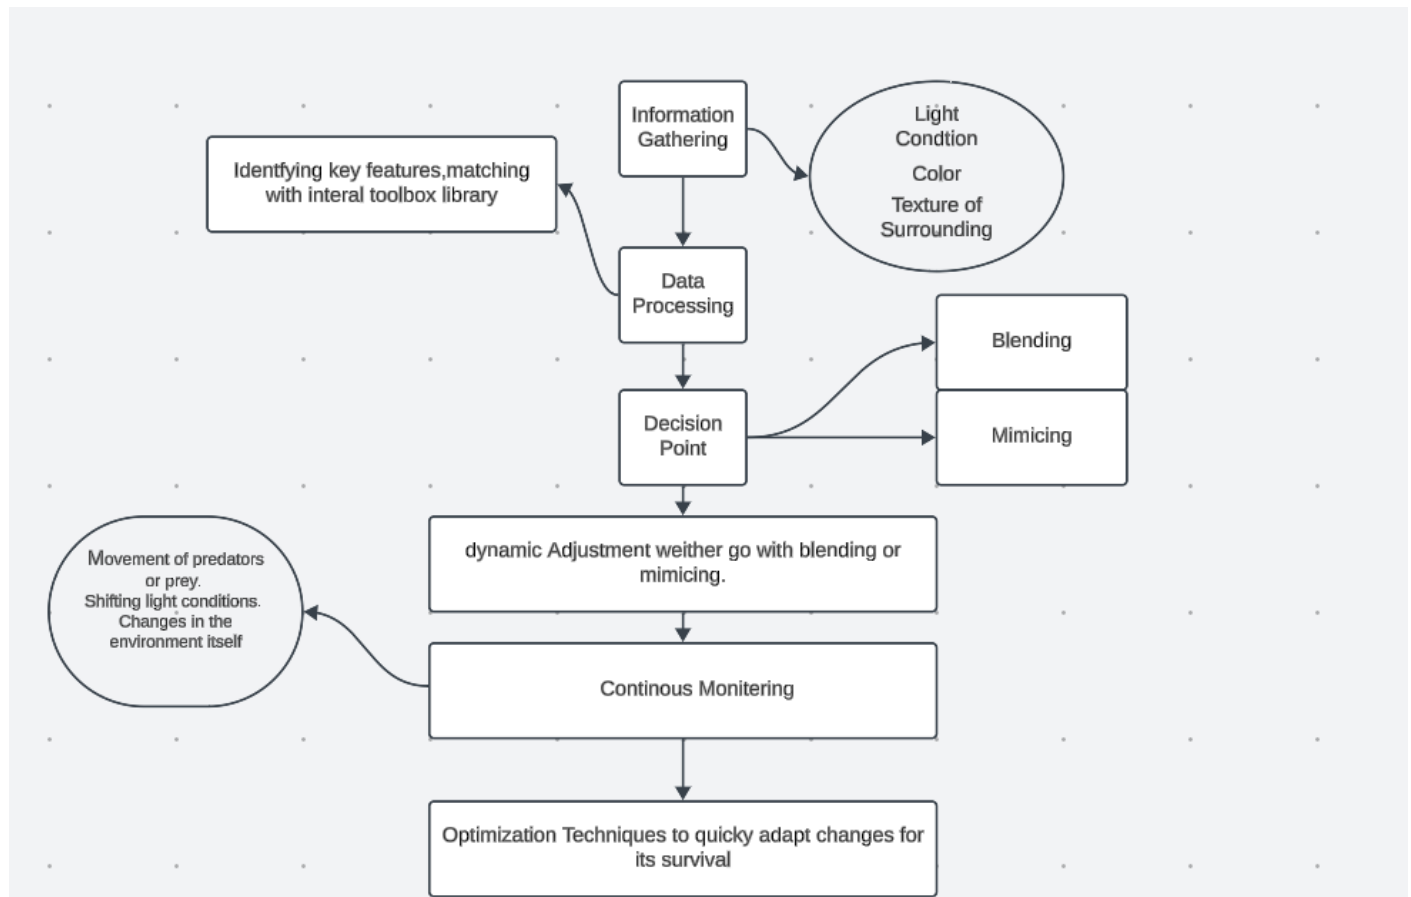 Information
Gathering
Light
Condtion
Color
Texture of
Surrounding
Identfying key features,matching
with interal toolbox library
Data
Processing
Blending
Decision
Point
Mimicing
dynamic Adjustment weither go with blending or
mimicing.
Movement of predators
or prey.
Shifting light conditions.
Changes in the
environment itself
Continous Monitering
Optimization Techniques to quicky adapt changes for
its survival